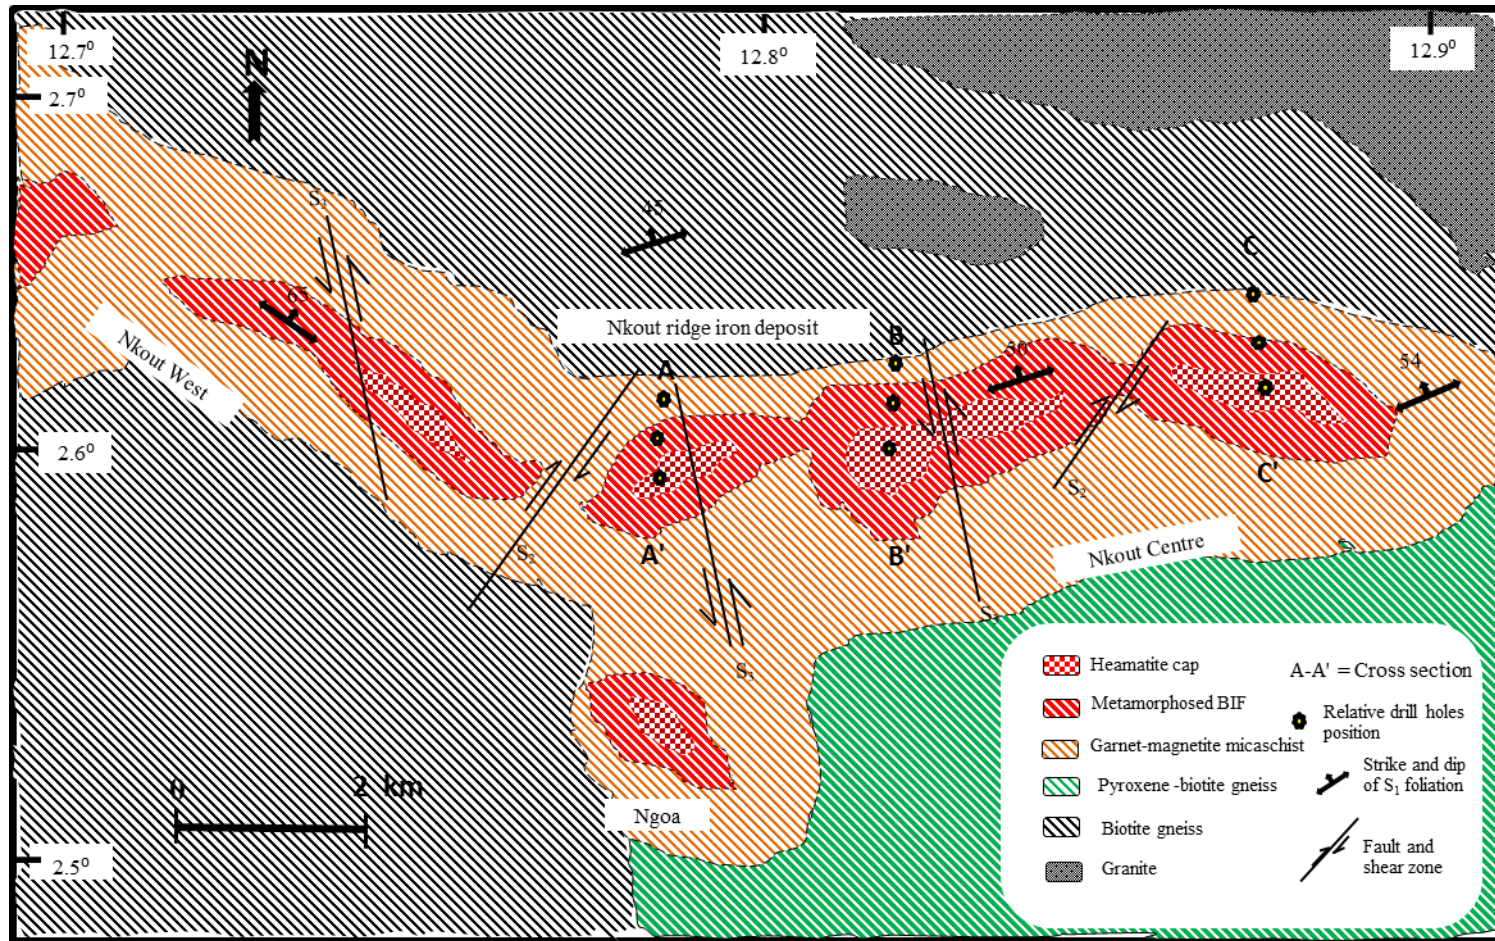 12.7⁰
12.8⁰
12.9⁰
N
2.7⁰
S₃
45
C
65
Nkout ridge iron deposit
B
Nkout West
A
50
54
2.6⁰
C'
S₂
S₂
A'
B'
Nkout Centre
S₃
S₃
0
2 km
Ngoa
2.5⁰
Heamatite cap
Metamorphosed BIF
Garnet-magnetite micaschist
Pyroxene -biotite gneiss
Biotite gneiss
Granite
A-A' = Cross section
Relative drill holes
position
Strike and dip
of S₁ foliation
Fault and
shear zone